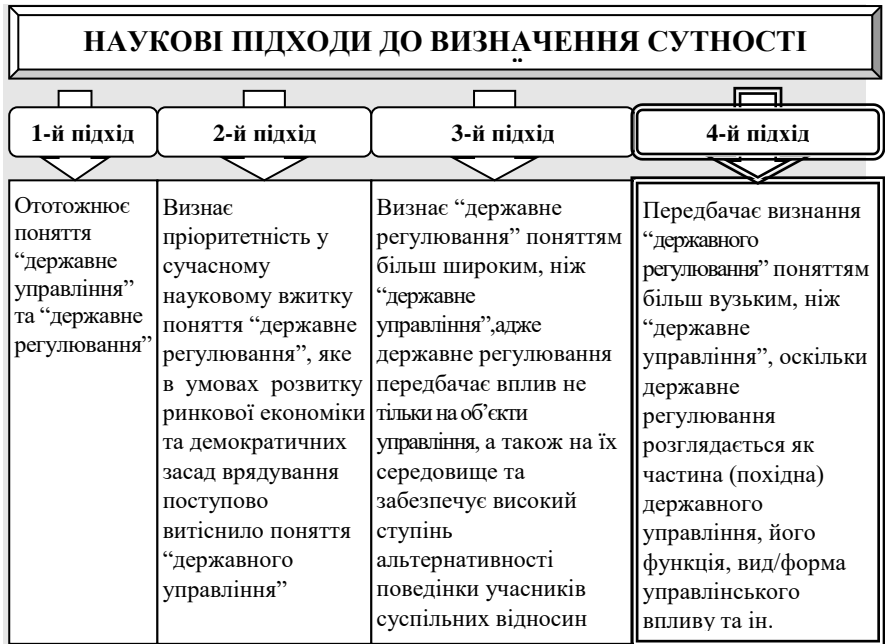 НАУКОВІ ПІДХОДИ ДО ВИЗНАЧЕННЯ СУТНОСТІ
1-й підхід
2-й підхід
3-й підхід
4-й підхід
Ототожнює
поняття
“державне
управління”
та “державне
регулювання”
Визнає
пріоритетність у
сучасному
науковому вжитку
поняття “державне
регулювання”, яке
в умовах розвитку
ринкової економіки
та демократичних
засад врядування
поступово
витіснило поняття
“державного
управління”
Визнає “державне
регулювання” поняттям
більш широким, ніж
“державне
управління”,адже
державне регулювання
передбачає вплив не
тільки на об’єкти
управління, а також на їх
середовище та
забезпечує високий
ступінь
альтернативності
поведінки учасників
суспільних відносин
Передбачає визнання
“державного
регулювання” поняттям
більш вузьким, ніж
“державне
управління”, оскільки
державне
регулювання
розглядається як
частина (похідна)
державного
управління, його
функція, вид/форма
управлінського
впливу та ін.